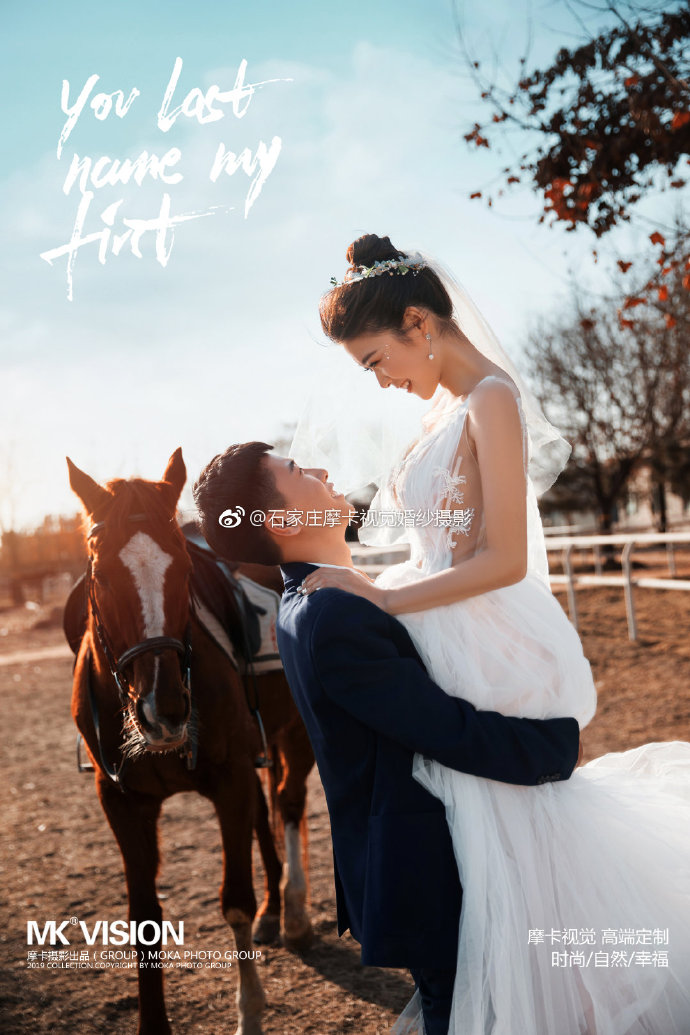 You last
name my
first
@石家庄摩卡视觉婚纱摄影
MK®VISION
摩卡摄影出品(GROUP)MOKA PHOTO GROUP
2019 COLLECTION COPYRIGHT BY MOKA PHOTO GROUP
摩卡视觉 高端定制
时尚/自然/幸福